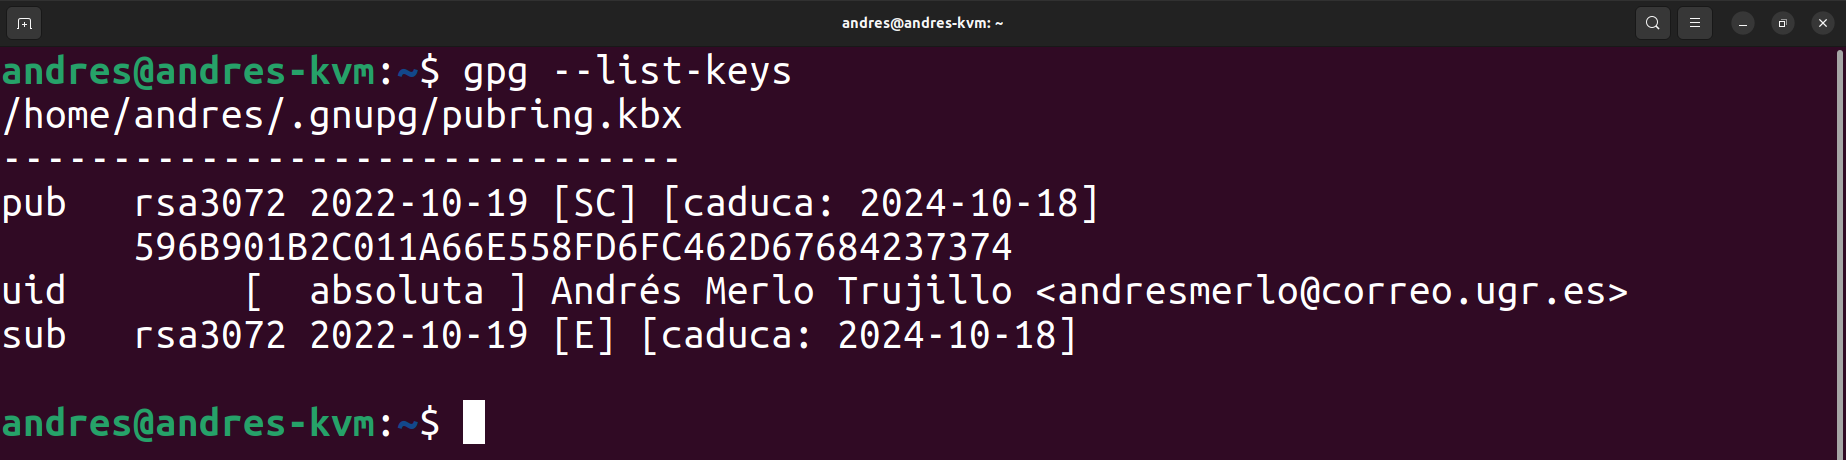 andres@andres-kvm: ~
andres@andres-kvm:~$ gpg --list-keys
/home/andres/.gnupg/pubring.kbx
-------------------------------
pub   rsa3072 2022-10-19 [SC] [caduca: 2024-10-18]
      596B901B2C011A66E558FD6FC462D67684237374
uid        [  absoluta ] Andrés Merlo Trujillo <andresmerlo@correo.ugr.es>
sub   rsa3072 2022-10-19 [E] [caduca: 2024-10-18]
andres@andres-kvm:~$